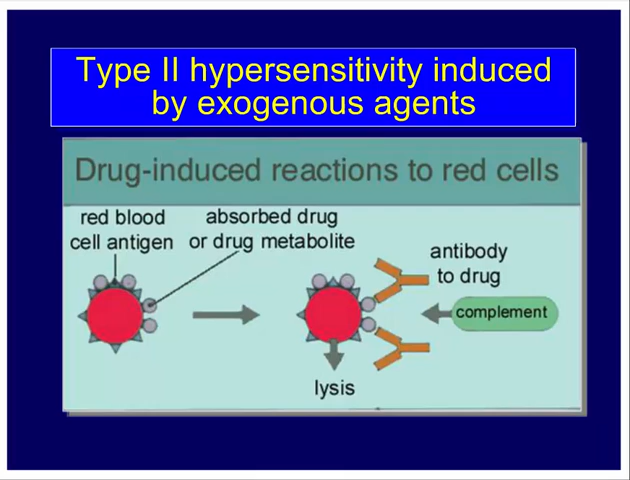 Type II hypersensitivity induced
by exogenous agents
Drug-induced reactions to red cells
red blood
cell antigen
absorbed drug
or drug metabolite
antibody
to drug
complement
lysis